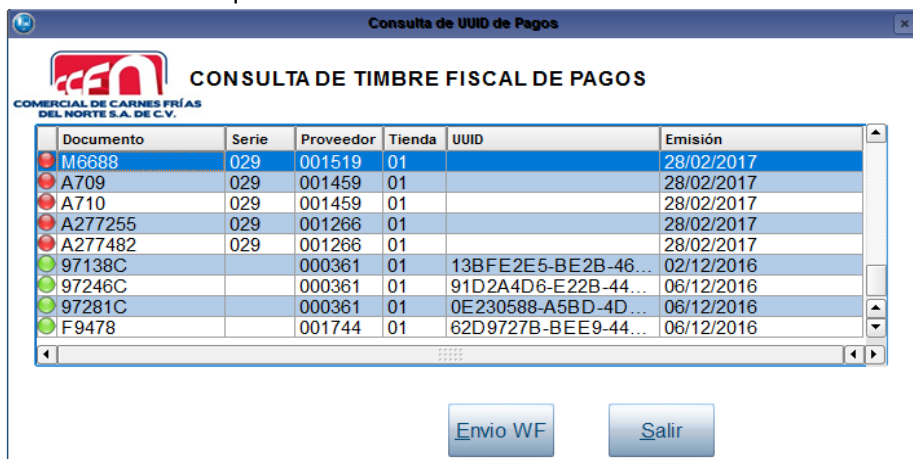 Consulta de UUID de Pagos
CCFN
COMERCIAL DE CARNES FRÍAS
DEL NORTE S.A. DE C.V.
CONSULTA DE TIMBRE FISCAL DE PAGOS
Documento Serie Proveedor Tienda UUID Emisión
M6688 029 001519 01 28/02/2017
A709 029 001459 01 28/02/2017
A710 029 001459 01 28/02/2017
A277255 029 001266 01 28/02/2017
A277482 029 001266 01 28/02/2017
97138C 000361 01 13BFE2E5-BE2B-46... 02/12/2016
97246C 000361 01 91D2A4D6-E22B-44... 06/12/2016
97281C 000361 01 0E230588-A5BD-4D... 06/12/2016
F9478 001744 01 62D9727B-BEE9-44... 06/12/2016
Envio WF Salir